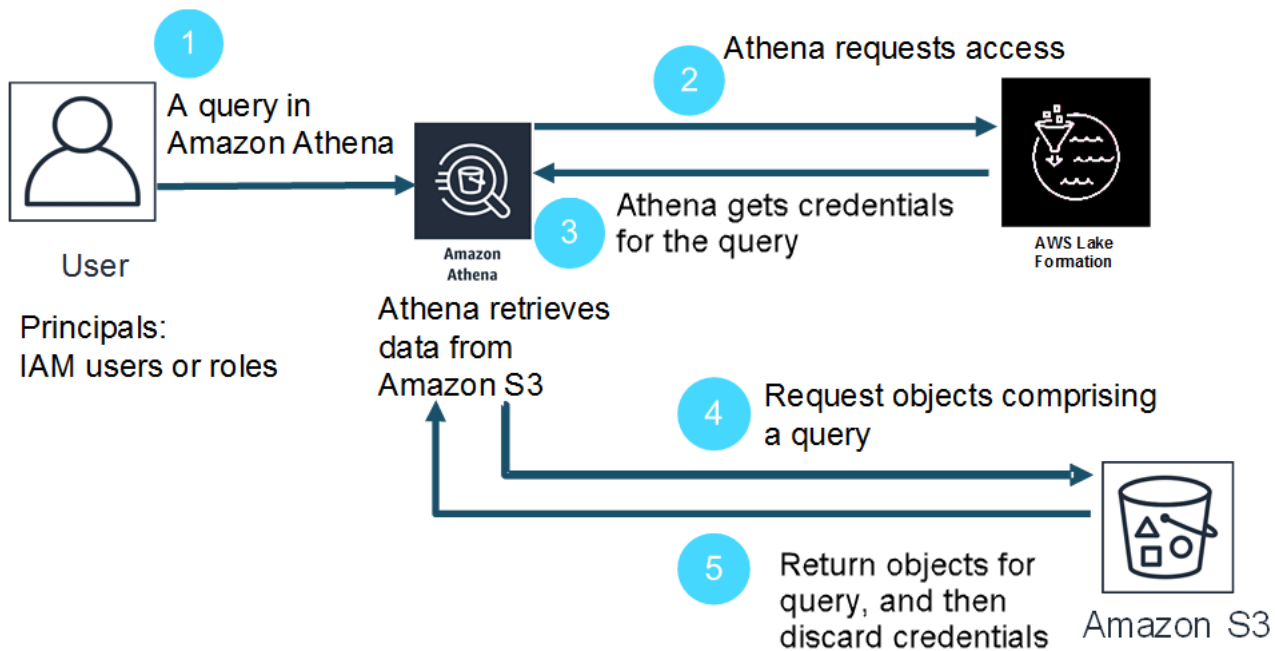 1
A query in
Amazon Athena
User
Principals:
IAM users or roles
Amazon
Athena
2
Athena requests access
3
Athena gets credentials
for the query
AWS Lake
Formation
Athena retrieves
data from
Amazon S3
4
Request objects comprising
a query
5
Return objects for
query, and then
discard credentials
Amazon S3